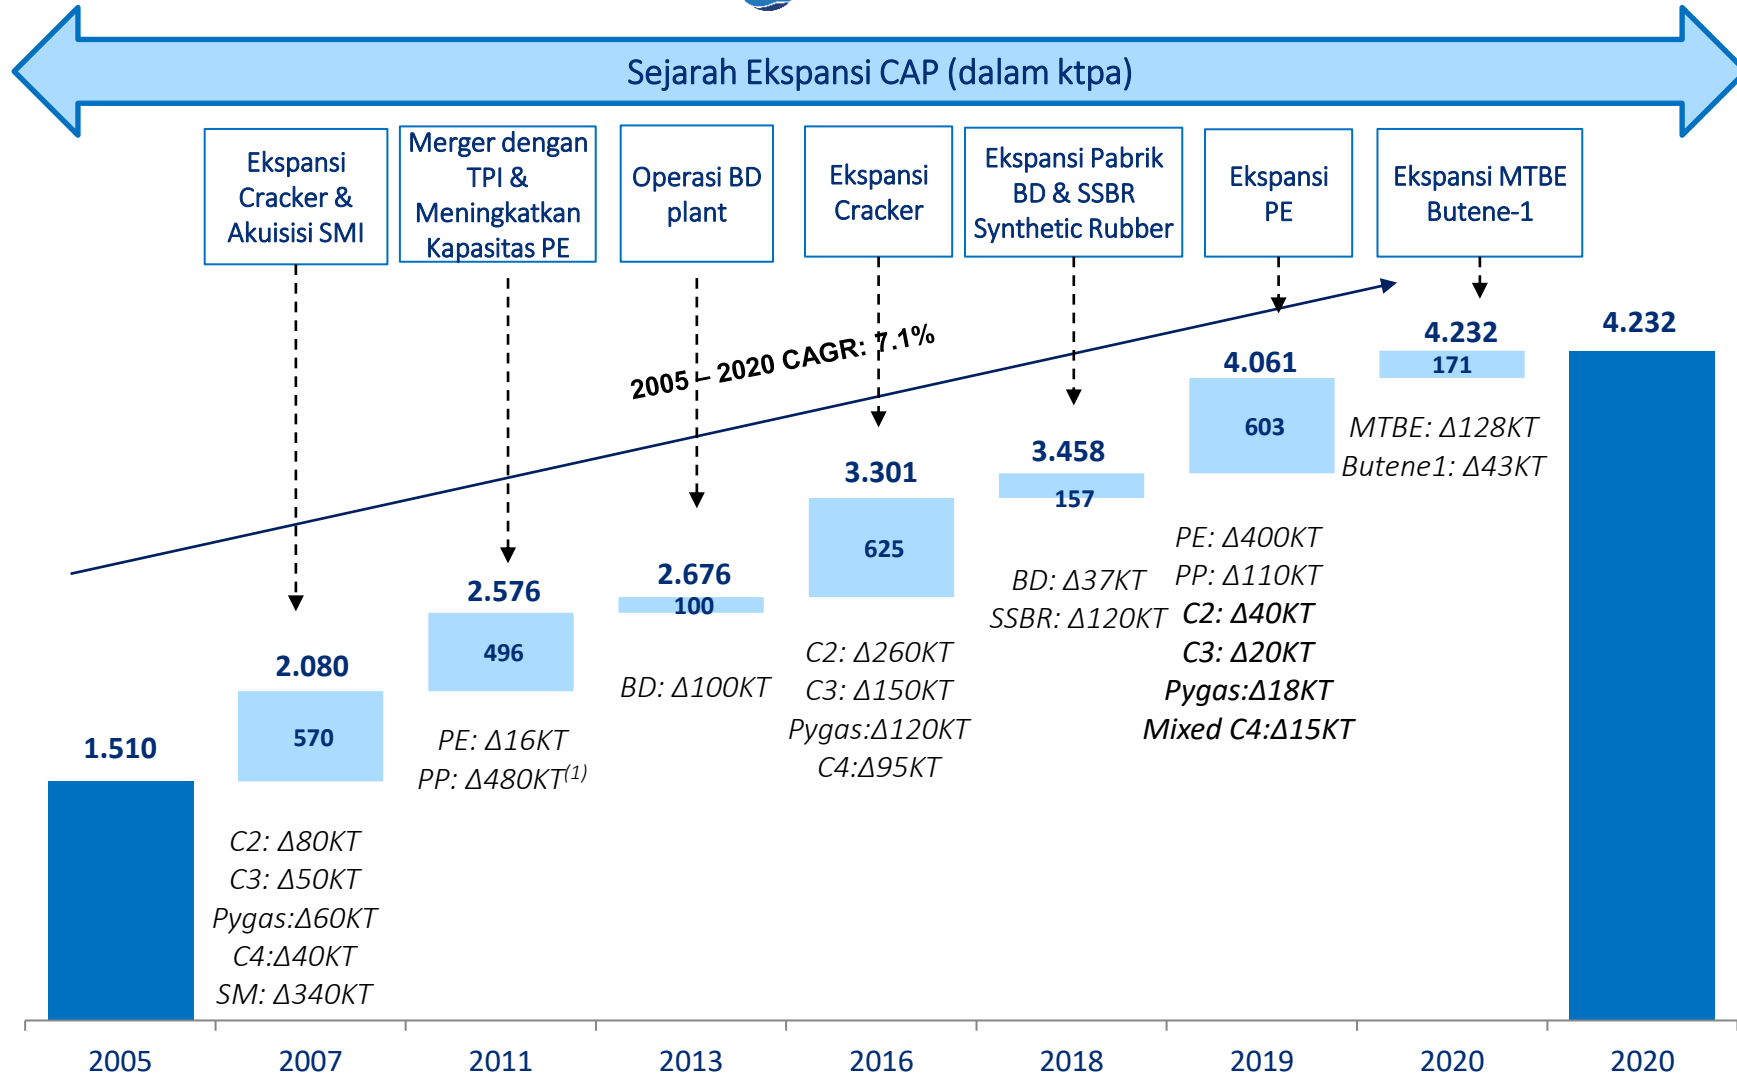 Sejarah Ekspansi CAP (dalam ktpa)
Ekspansi
Cracker &
Akuisisi SMI
Merger dengan
TPI &
Meningkatkan
Kapasitas PE
Operasi BD
plant
Ekspansi
Cracker
Ekspansi Pabrik
BD & SSBR
Synthetic Rubber
Ekspansi
PE
Ekspansi MTBE
Butene-1
2005 – 2020 CAGR: 7.1%
1.510
2.080
570
C2: Δ80KT
C3: Δ50KT
Pygas:Δ60KT
C4:Δ40KT
SM: Δ340KT
2.576
496
PE: Δ16KT
PP: Δ480KT(1)
2.676
100
BD: Δ100KT
3.301
625
C2: Δ260KT
C3: Δ150KT
Pygas:Δ120KT
C4:Δ95KT
3.458
157
BD: Δ37KT
SSBR: Δ120KT
4.061
603
PE: Δ400KT
PP: Δ110KT
C2: Δ40KT
C3: Δ20KT
Pygas:Δ18KT
Mixed C4:Δ15KT
4.232
171
MTBE: Δ128KT
Butene1: Δ43KT
4.232
2005
2007
2011
2013
2016
2018
2019
2020
2020